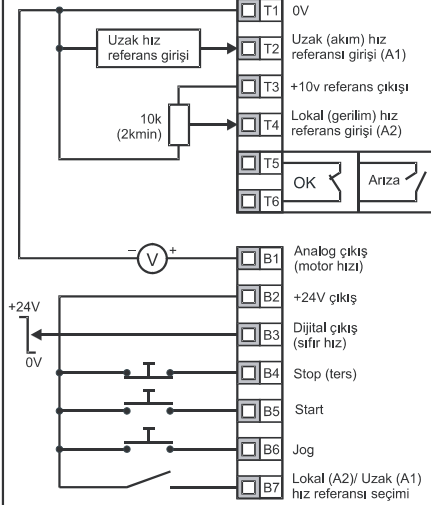 T1 0V
Uzak hız
referans girişi
T2 Uzak (akım) hız
referansı girişi (A1)
T3 +10v referans çıkışı
10k
(2kmin)
T4 Lokal (gerilim) hız
referans girişi (A2)
T5
OK
Arıza
T6
– V +
B1 Analog çıkış
(motor hızı)
B2 +24V çıkış
+24V
0V
B3 Dijital çıkış
(sıfır hız)
B4 Stop (ters)
B5 Start
B6 Jog
B7 Lokal (A2)/ Uzak (A1)
hız referansı seçimi